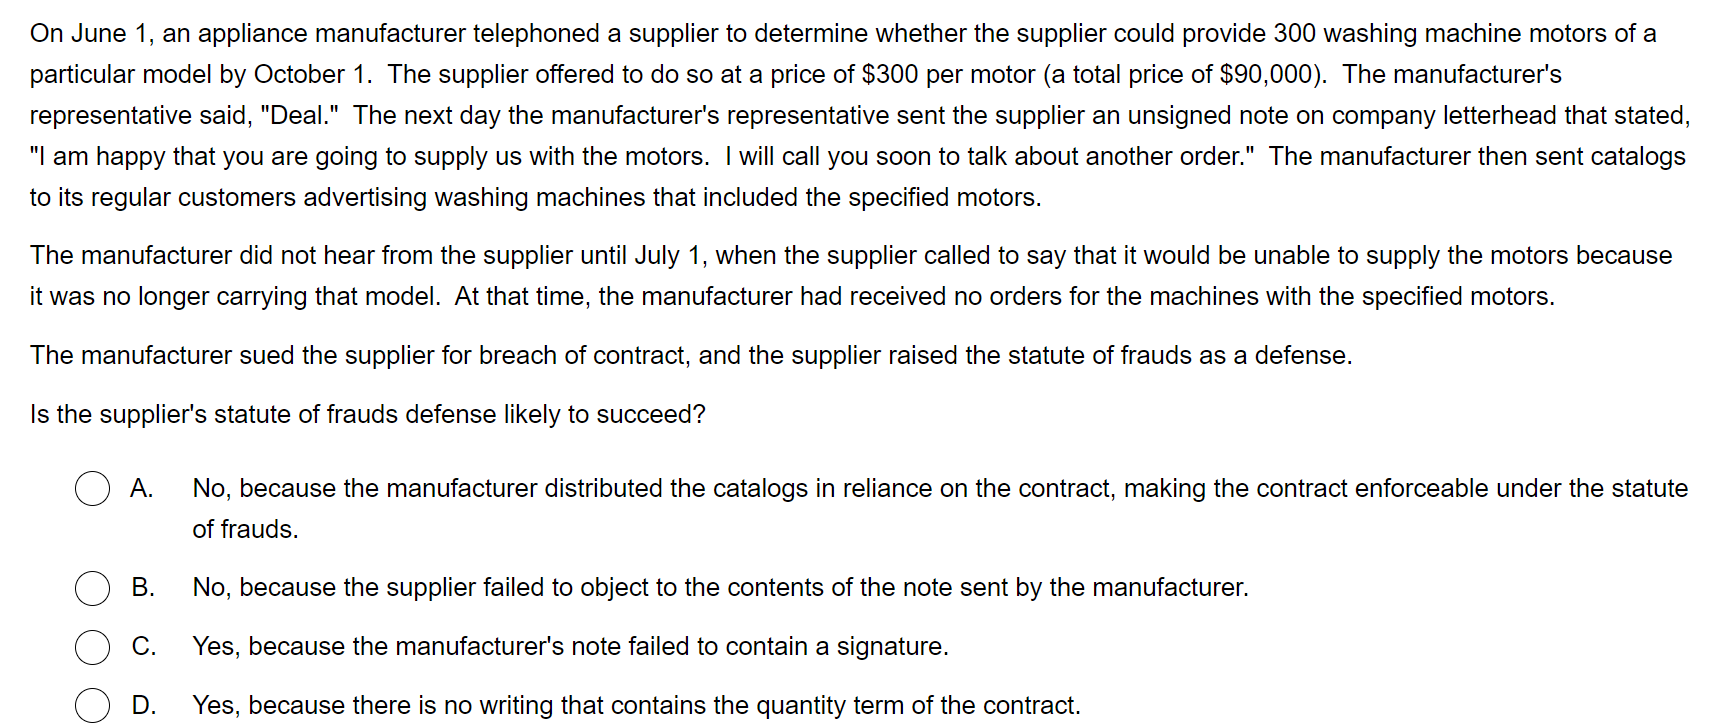 On June 1, an appliance manufacturer telephoned a supplier to determine whether the supplier could provide 300 washing machine motors of a
particular model by October 1.  The supplier offered to do so at a price of $300 per motor (a total price of $90,000).  The manufacturer's
representative said, "Deal."  The next day the manufacturer's representative sent the supplier an unsigned note on company letterhead that stated,
"I am happy that you are going to supply us with the motors.  I will call you soon to talk about another order."  The manufacturer then sent catalogs
to its regular customers advertising washing machines that included the specified motors.
The manufacturer did not hear from the supplier until July 1, when the supplier called to say that it would be unable to supply the motors because
it was no longer carrying that model.  At that time, the manufacturer had received no orders for the machines with the specified motors.
The manufacturer sued the supplier for breach of contract, and the supplier raised the statute of frauds as a defense.
Is the supplier's statute of frauds defense likely to succeed?
A. No, because the manufacturer distributed the catalogs in reliance on the contract, making the contract enforceable under the statute
of frauds.
B. No, because the supplier failed to object to the contents of the note sent by the manufacturer.
C. Yes, because the manufacturer's note failed to contain a signature.
D. Yes, because there is no writing that contains the quantity term of the contract.